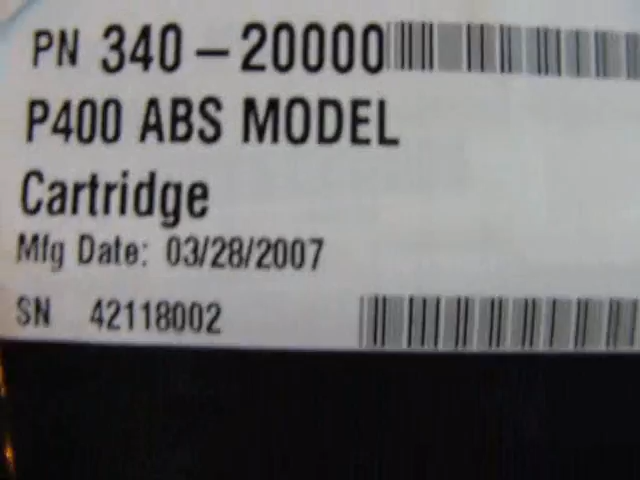 PN 340-20000
P400 ABS MODEL
Cartridge
Mfg Date: 03/28/2007
SN 42118002